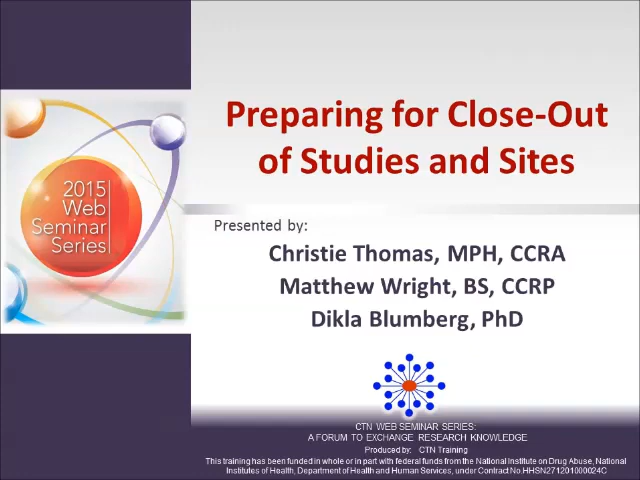 Preparing for Close-Out
of Studies and Sites
2015
Web
Seminar
Series
Presented by:
Christie Thomas, MPH, CCRA
Matthew Wright, BS, CCRP
Dikla Blumberg, PhD
CTN WEB SEMINAR SERIES:
A FORUM TO EXCHANGE RESEARCH KNOWLEDGE
Produced by: CTN Training
This training has been funded in whole or in part with federal funds from the National Institute on Drug Abuse, National
Institutes of Health, Department of Health and Human Services, under Contract No.HHSN271201000024C